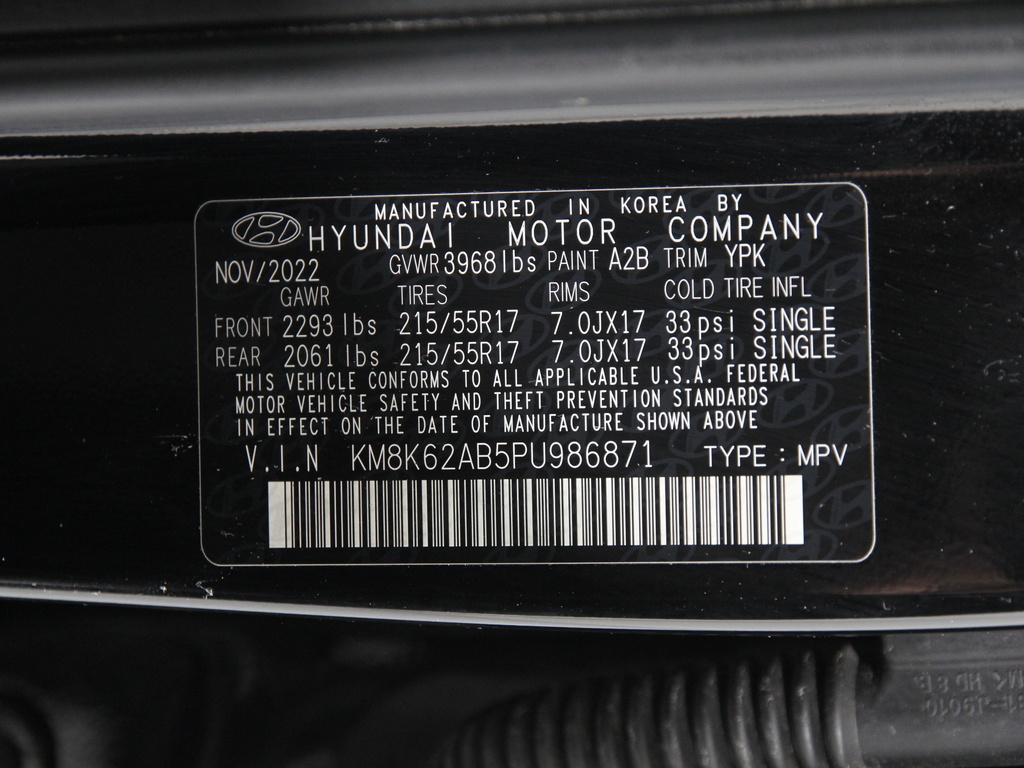 MANUFACTURED IN KOREA BY
HYUNDAI MOTOR COMPANY
NOV/2022 GVWR 3968 lbs PAINT A2B TRIM YPK
GAWR TIRES RIMS COLD TIRE INFL
FRONT 2293 lbs 215/55R17 7.0JX17 33psi SINGLE
REAR 2061 lbs 215/55R17 7.0JX17 33psi SINGLE
THIS VEHICLE CONFORMS TO ALL APPLICABLE U.S.A. FEDERAL
MOTOR VEHICLE SAFETY AND THEFT PREVENTION STANDARDS
IN EFFECT ON THE DATE OF MANUFACTURE SHOWN ABOVE
V.I.N KM8K62AB5PU986871 TYPE : MPV